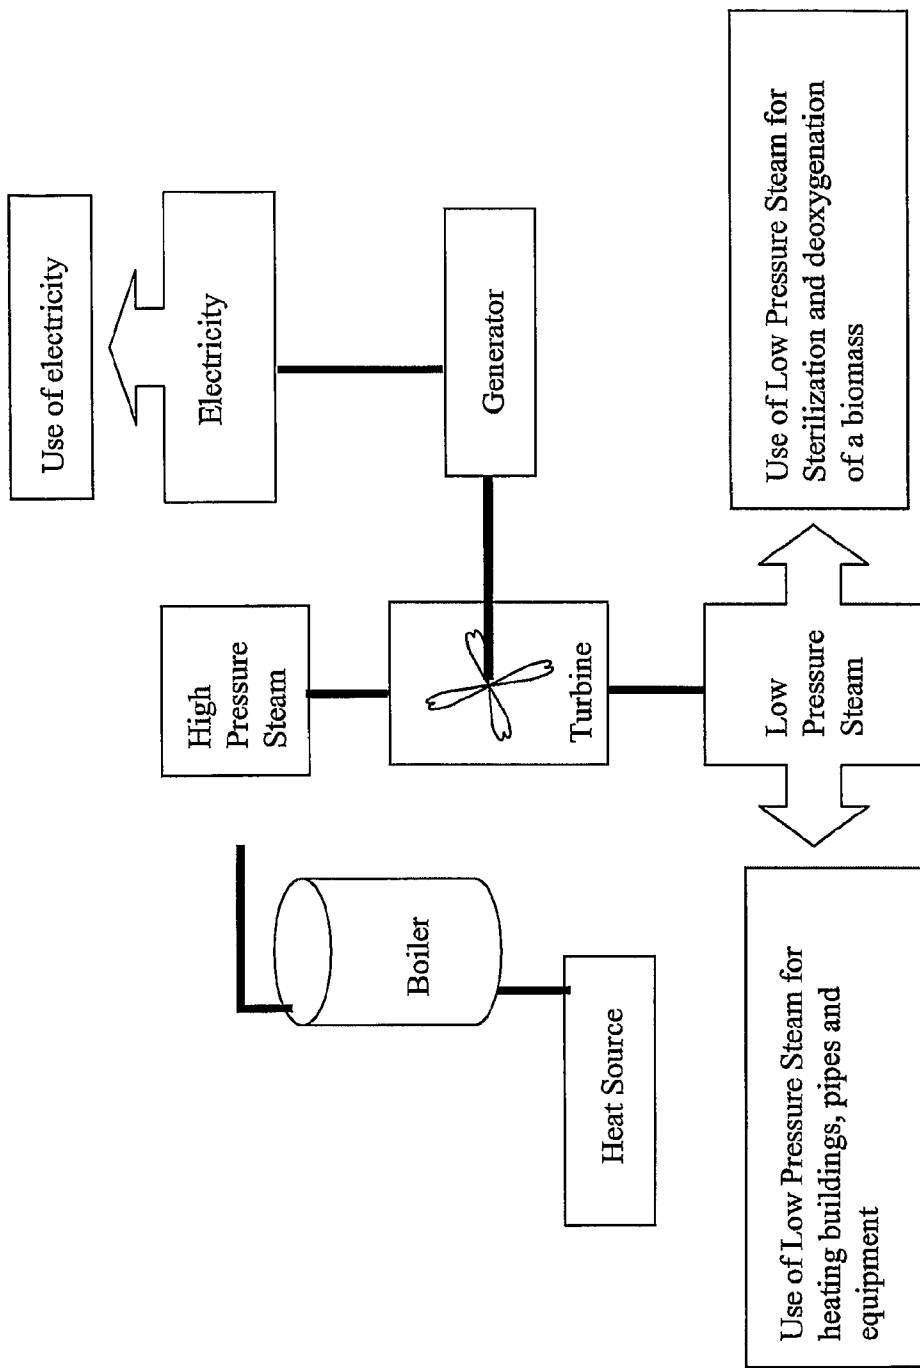 Use of electricity
Electricity
Generator
High
Pressure
Steam
Turbine
Boiler
Heat Source
Low
Pressure
Steam
Use of Low Pressure Steam for
heating buildings, pipes and
equipment
Use of Low Pressure Steam for
Sterilization and deoxygenation
of a biomass